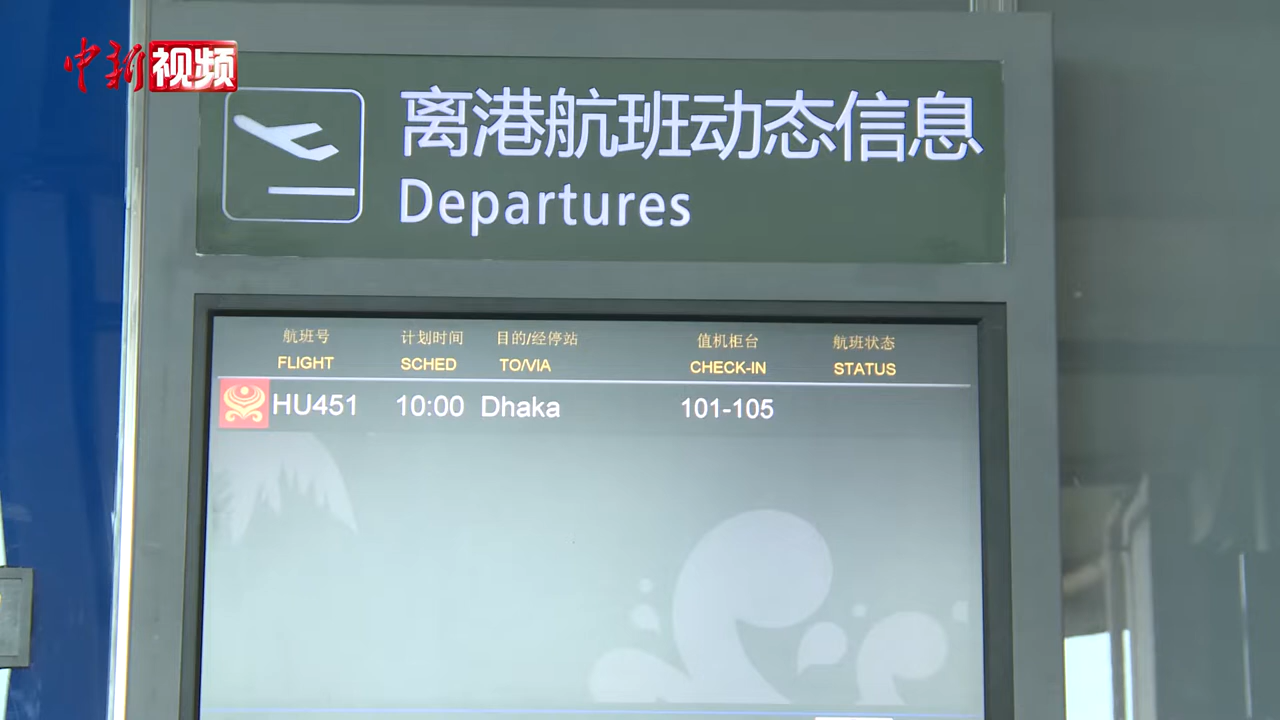 中新视频
离港航班动态信息
Departures
航班号 计划时间 目的/经停站 值机柜台 航班状态
FLIGHT SCHED TO/VIA CHECK-IN STATUS
HU451 10:00 Dhaka 101-105